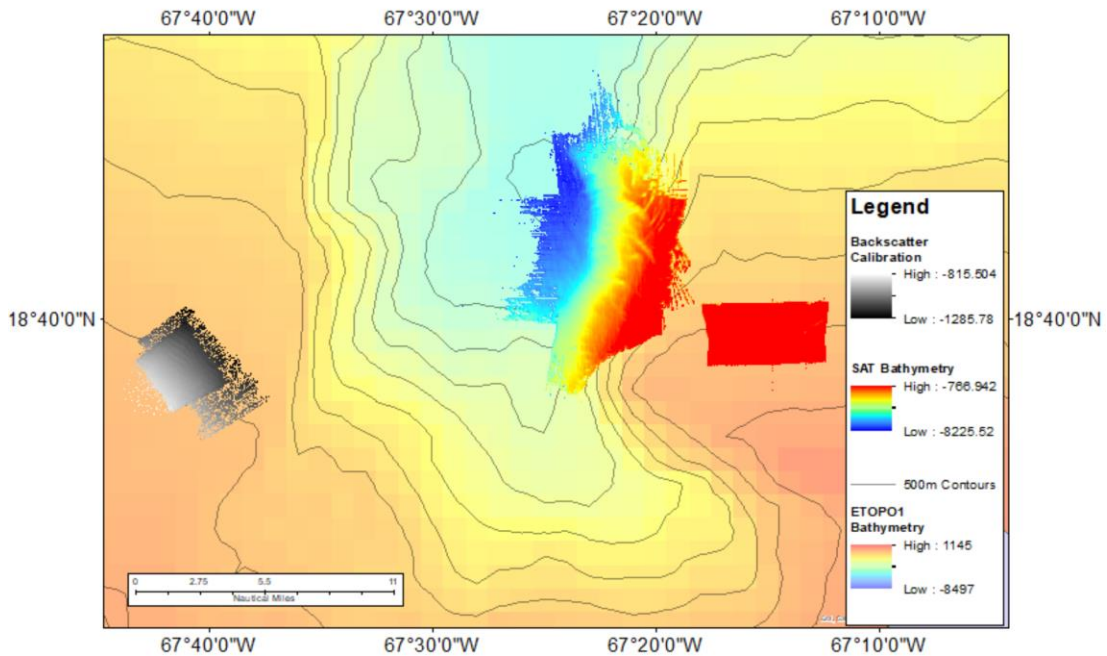 67°40'0"W 67°30'0"W 67°20'0"W 67°10'0"W
18°40'0"N 18°40'0"N
Legend
Backscatter
Calibration
High : -815.504
Low : -1285.78
SAT Bathymetry
High : -766.942
Low : -8225.52
500m Contours
ETOPO1
Bathymetry
High : 1145
Low : -8497
0 2.75 5.5 11
Nautical Miles
67°40'0"W 67°30'0"W 67°20'0"W 67°10'0"W